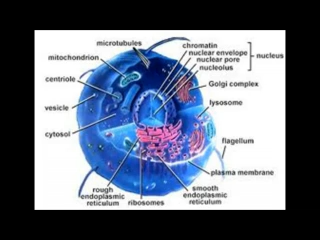 microtubules
mitochondrion
centriole
vesicle
cytosol
rough
endoplasmic
reticulum
ribosomes
chromatin
nuclear envelope
nuclear pore
nucleolus
nucleus
Golgi complex
lysosome
flagellum
plasma membrane
smooth
endoplasmic
reticulum